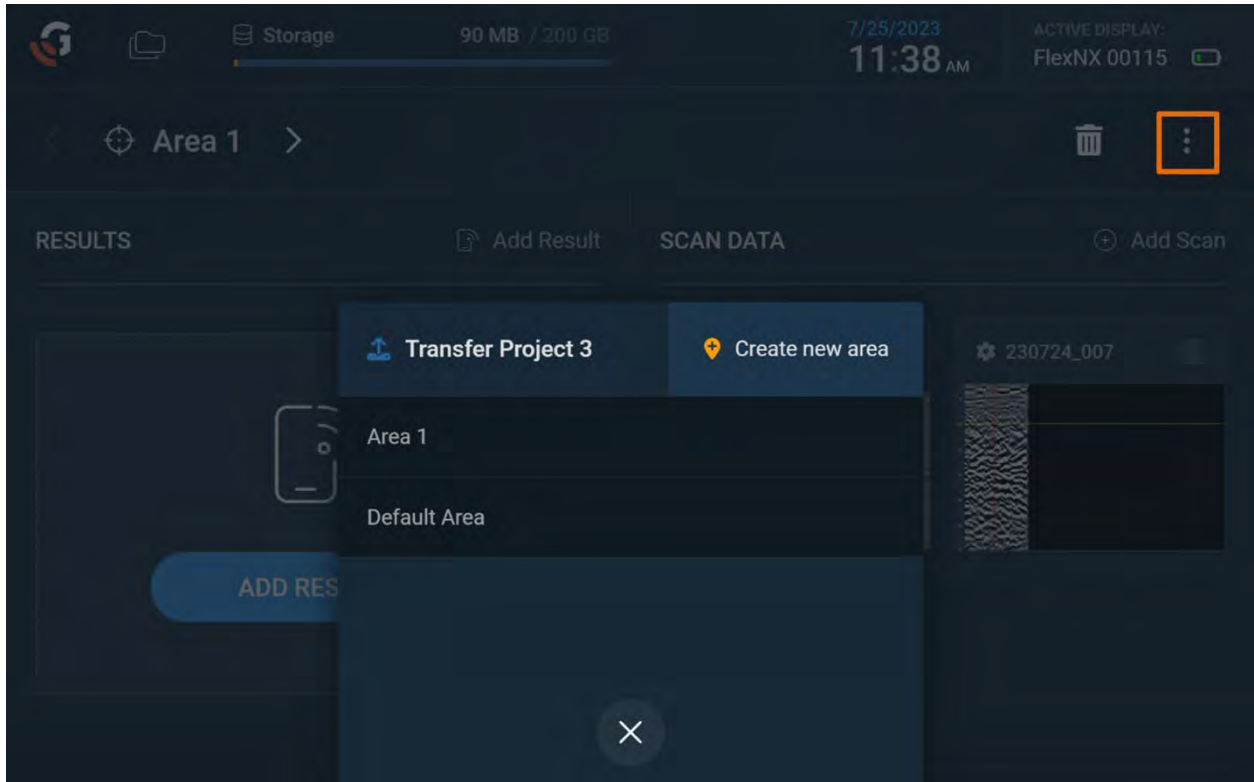 Storage 90 MB / 200 GB
7/25/2023
11:38 AM
ACTIVE DISPLAY:
FlexNX 00115
Area 1
RESULTS
Add Result
SCAN DATA
Add Scan
Transfer Project 3
Create new area
230724_007
Area 1
Default Area
ADD RES